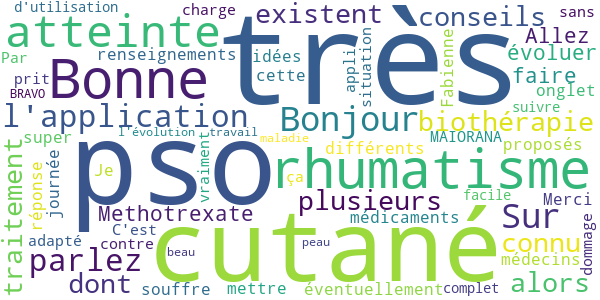 d'utilisation
charge
existent
conseils
sans
atteinte
très
Allez
Par
renseignements
idées
appli
situation
Fabienne
évoluer
prit
Bonne
cette
faire
onglet
BRAVO
suivre
l'application
Bonjour
biothérapie
super
l'évolution
travail
maladie
MAIORANA
proposés
traitement
réponse
journée
Je
pso
vraiment
rhumatisme
différents
ça
facile
Methotrexate
plusieurs
médicaments
Sur
Merci
adapté
C'est
contre
cutané
connu
dommage
parlez
beau
peau
médecins
dont
souffre
mettre
éventuellement
complet
alors